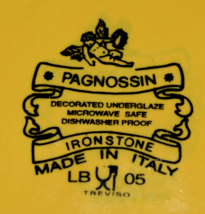 PAGNOSSIN
DECORATED UNDERGLAZE
MICROWAVE SAFE
DISHWASHER PROOF
IRONSTONE
MADE IN ITALY
LB 05
TREVISO